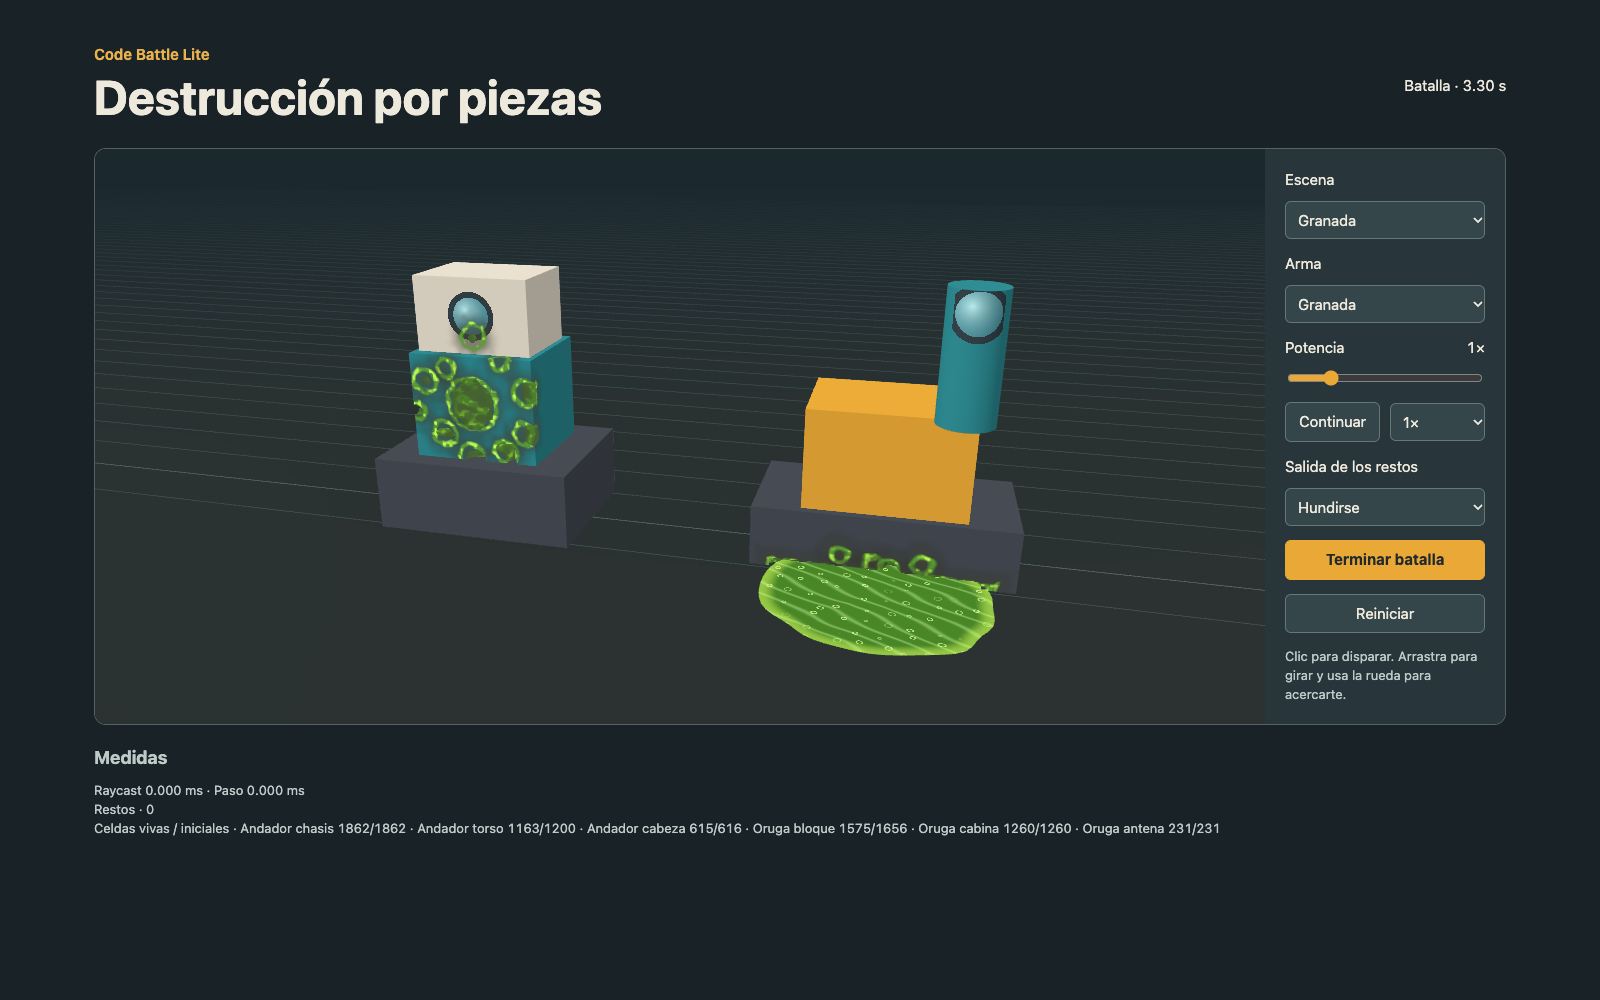 Code Battle Lite
Destrucción por piezas
Batalla · 3.30 s
Escena
Granada
Arma
Granada
Potencia 1×
Continuar 1×
Salida de los restos
Hundirse
Terminar batalla
Reiniciar
Clic para disparar. Arrastra para
girar y usa la rueda para
acercarte.
Medidas
Raycast 0.000 ms · Paso 0.000 ms
Restos · 0
Celdas vivas / iniciales · Andador chasis 1862/1862 · Andador torso 1163/1200 · Andador cabeza 615/616 · Oruga bloque 1575/1656 · Oruga cabina 1260/1260 · Oruga antena 231/231